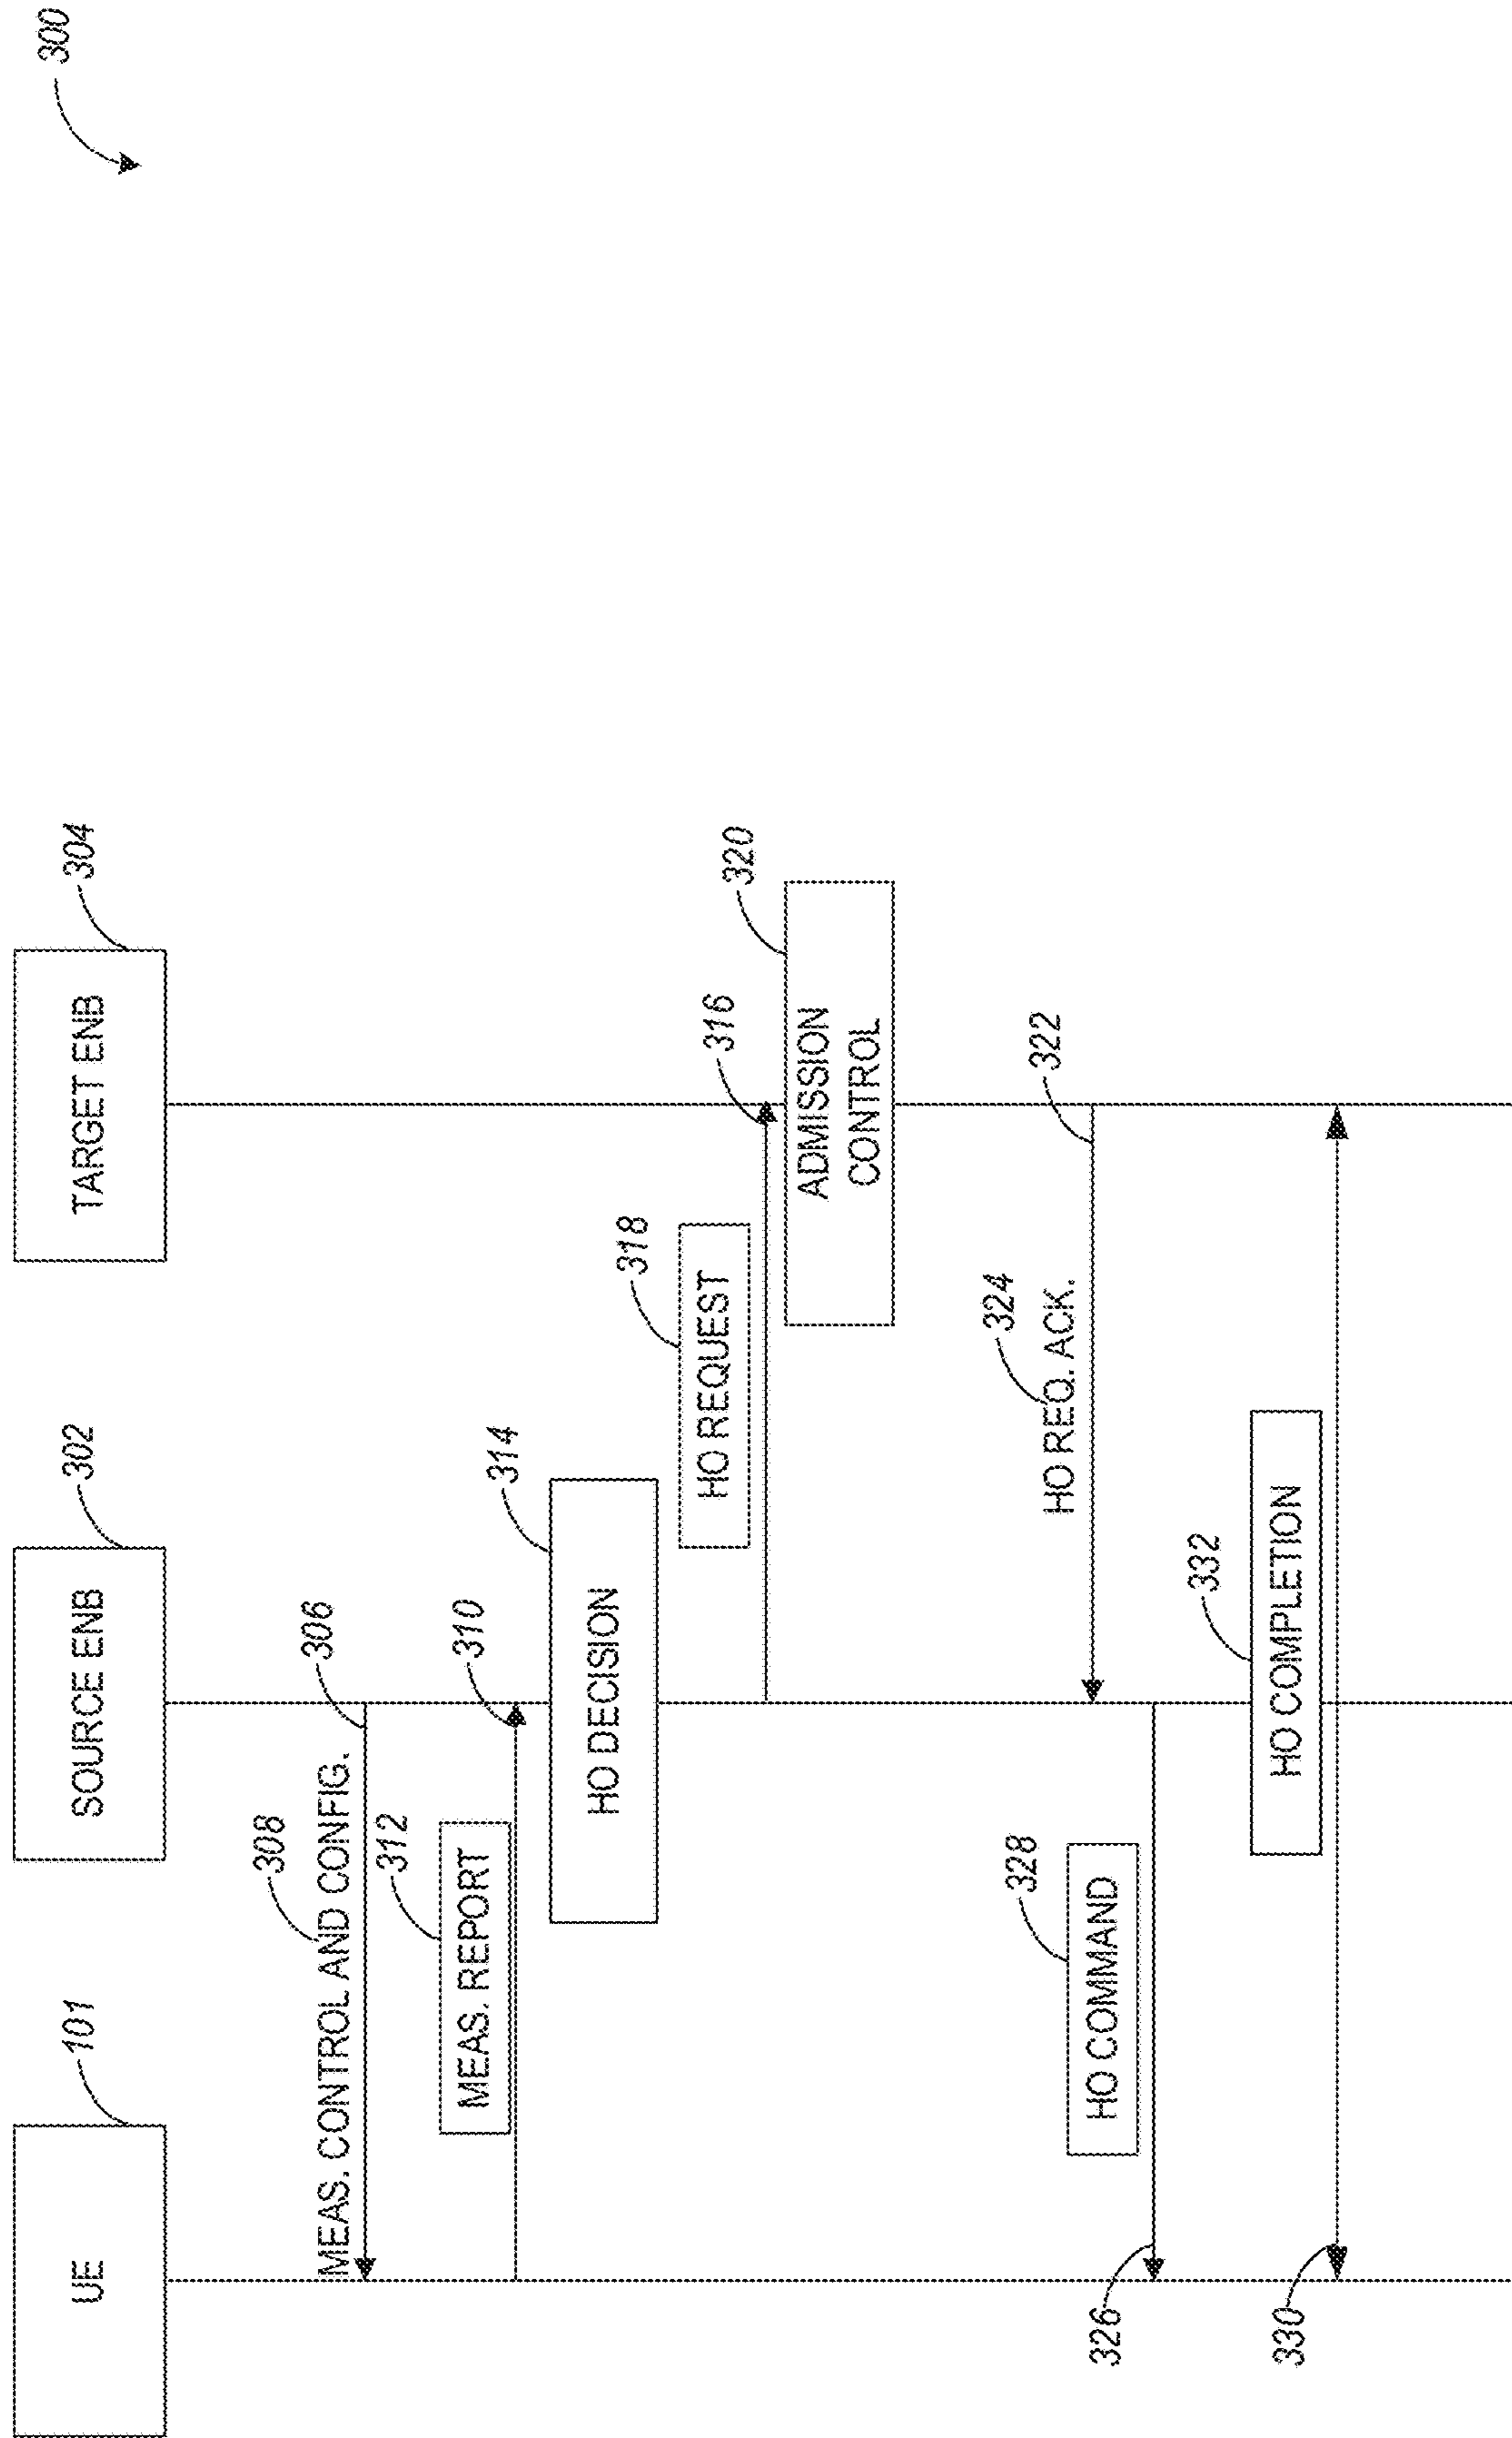 300
UE
101
SOURCE ENB
302
TARGET ENB
304
306
308
MEAS. CONTROL AND CONFIG.
310
312
MEAS. REPORT
314
HO DECISION
316
318
HO REQUEST
320
ADMISSION
CONTROL
322
324
HO REQ. ACK.
326
328
HO COMMAND
330
332
HO COMPLETION